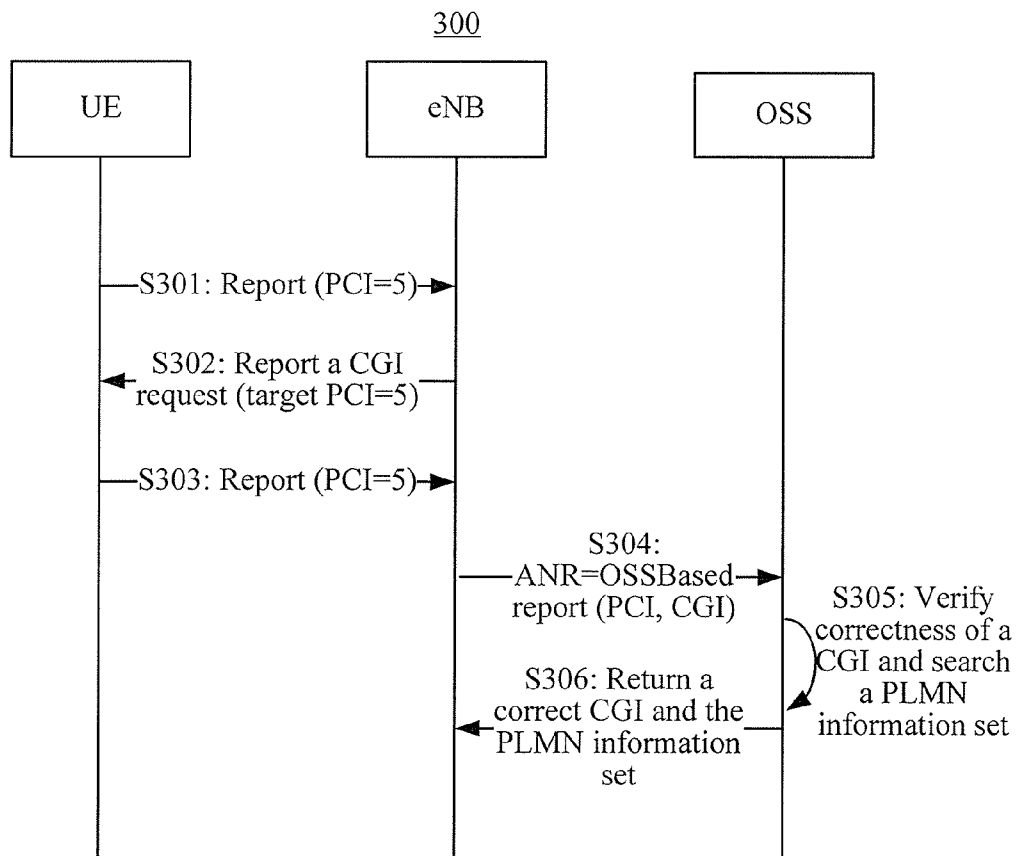 300
UE
eNB
OSS
S301: Report (PCI=5)
S302: Report a CGI
request (target PCI=5)
S303: Report (PCI=5)
S304:
ANR=OSSBased
report (PCI, CGI)
S305: Verify
correctness of a
CGI and search
a PLMN
information set
S306: Return a
correct CGI and the
PLMN information
set